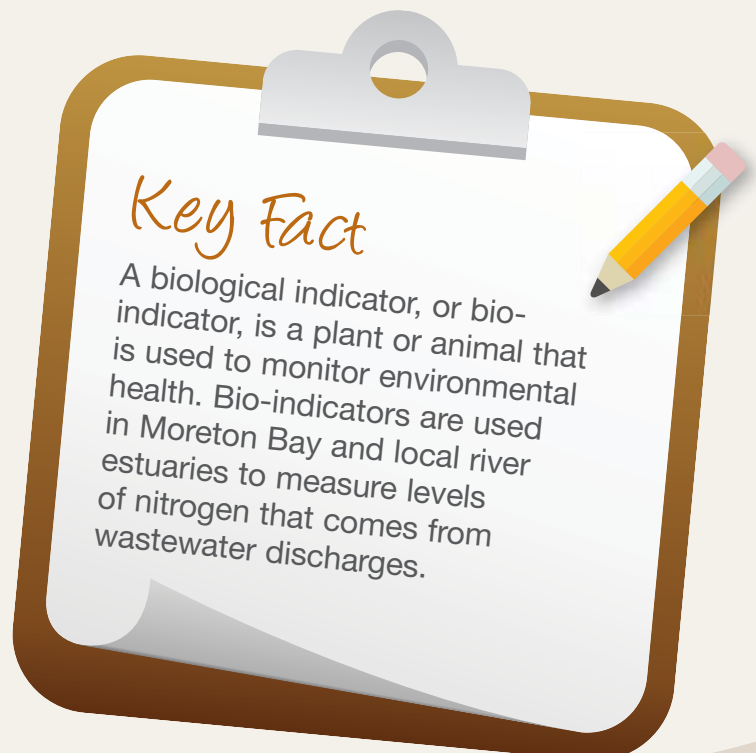 Key Fact
A biological indicator, or bio-
indicator, is a plant or animal that
is used to monitor environmental
health. Bio-indicators are used
in Moreton Bay and local river
estuaries to measure levels
of nitrogen that comes from
wastewater discharges.